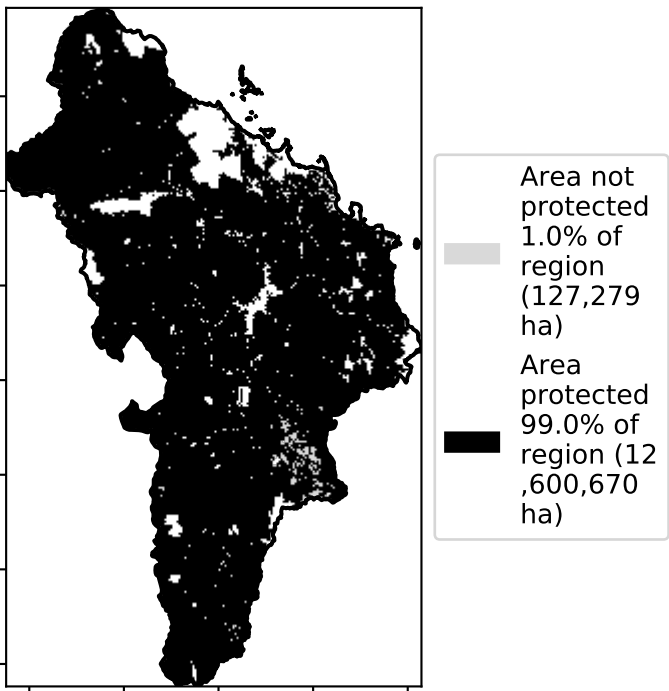 Area not
protected
1.0% of
region
(127,279
ha)
Area
protected
99.0% of
region (12
,600,670
ha)